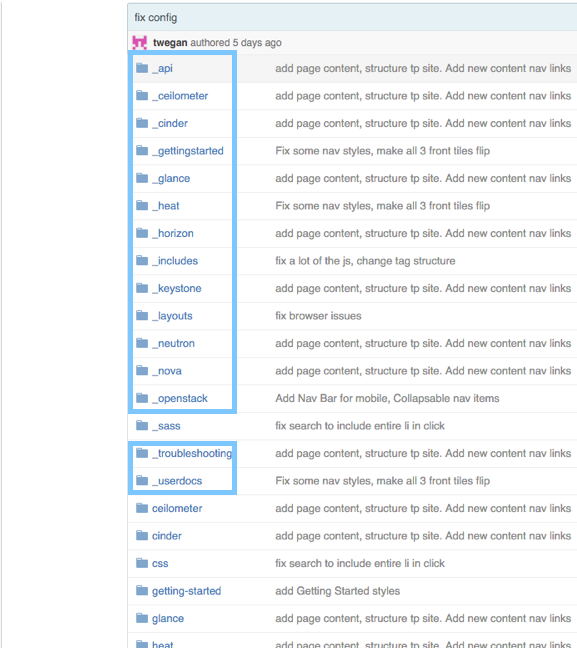 fix config
twegan authored 5 days ago
_api add page content, structure tp site. Add new content nav links
_ceilometer add page content, structure tp site. Add new content nav links
_cinder add page content, structure tp site. Add new content nav links
_gettingstarted Fix some nav styles, make all 3 front tiles flip
_glance add page content, structure tp site. Add new content nav links
_heat Fix some nav styles, make all 3 front tiles flip
_horizon add page content, structure tp site. Add new content nav links
_includes fix a lot of the js, change tag structure
_keystone add page content, structure tp site. Add new content nav links
_layouts fix browser issues
_neutron add page content, structure tp site. Add new content nav links
_nova add page content, structure tp site. Add new content nav links
_openstack Add Nav Bar for mobile, Collapsable nav items
_sass fix search to include entire li in click
_troubleshooting add page content, structure tp site. Add new content nav links
_userdocs Fix some nav styles, make all 3 front tiles flip
ceilometer add page content, structure tp site. Add new content nav links
cinder add page content, structure tp site. Add new content nav links
css fix search to include entire li in click
getting-started add Getting Started styles
glance add page content, structure tp site. Add new content nav links
heat add page content, structure tp site. Add new content nav links